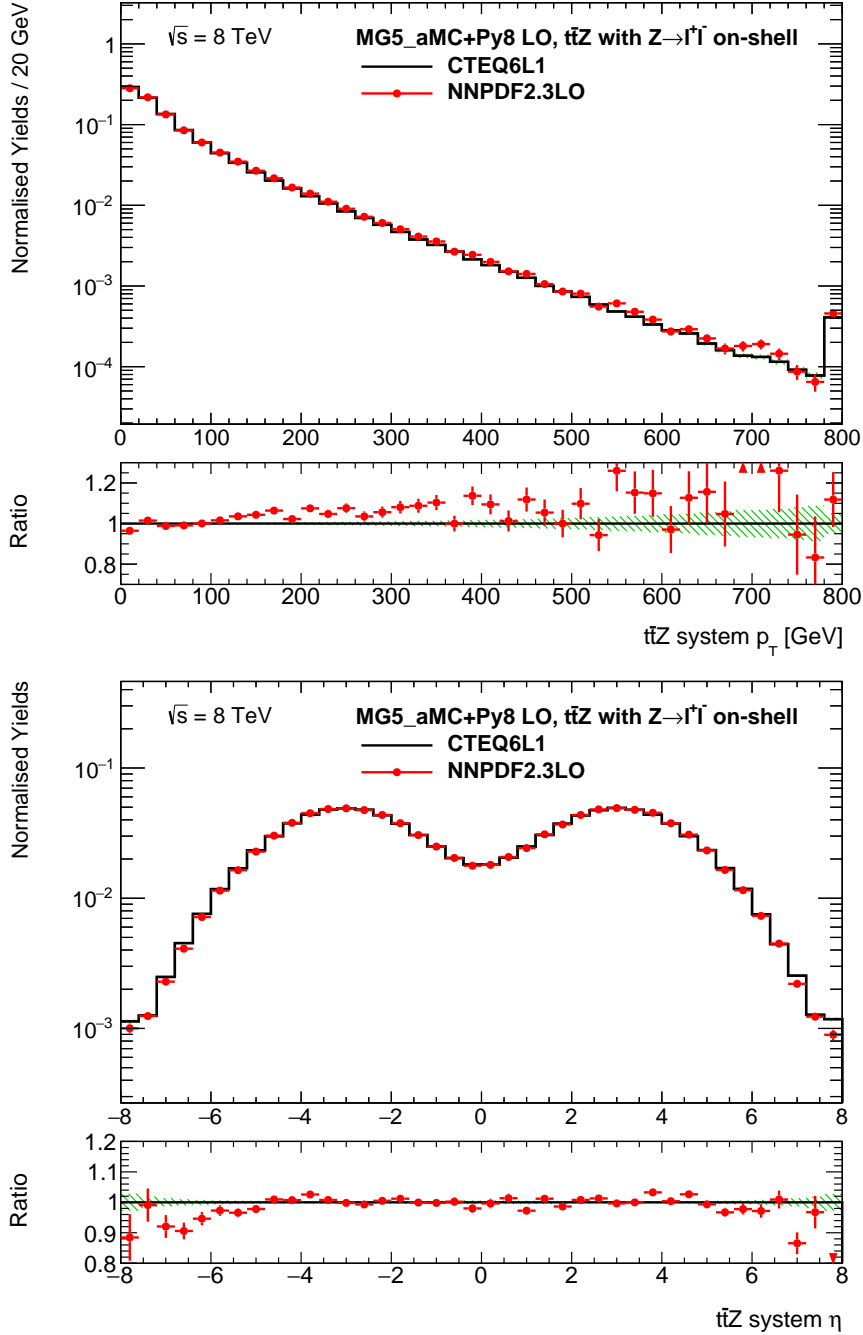 √s = 8 TeV
MG5_aMC+Py8 LO, tt̄Z with Z→l⁺l⁻ on-shell
CTEQ6L1
NNPDF2.3LO
Normalised Yields / 20 GeV
1
10⁻¹
10⁻²
10⁻³
10⁻⁴
0 100 200 300 400 500 600 700 800
Ratio
1.2
1
0.8
0 100 200 300 400 500 600 700 800
tt̄Z system p_T [GeV]
√s = 8 TeV
MG5_aMC+Py8 LO, tt̄Z with Z→l⁺l⁻ on-shell
CTEQ6L1
NNPDF2.3LO
Normalised Yields
10⁻¹
10⁻²
10⁻³
−8 −6 −4 −2 0 2 4 6 8
Ratio
1.2
1.1
1
0.9
0.8
−8 −6 −4 −2 0 2 4 6 8
tt̄Z system η